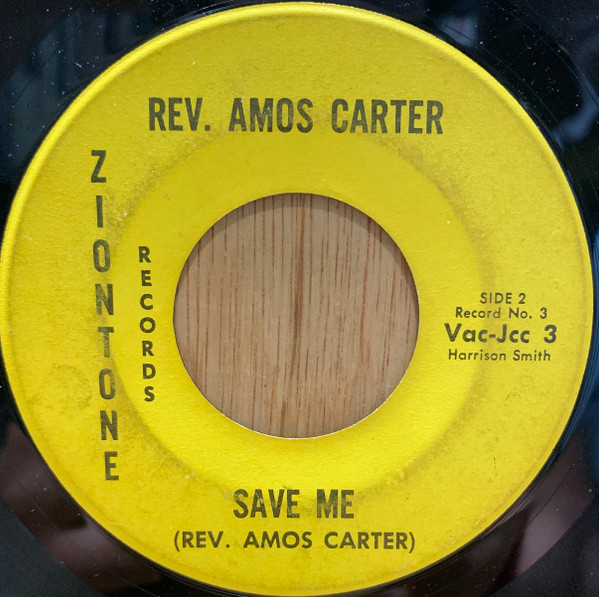 REV. AMOS CARTER
ZIONTONE
RECORDS
SIDE 2
Record No. 3
Vac-Jcc 3
Harrison Smith
SAVE ME
(REV. AMOS CARTER)